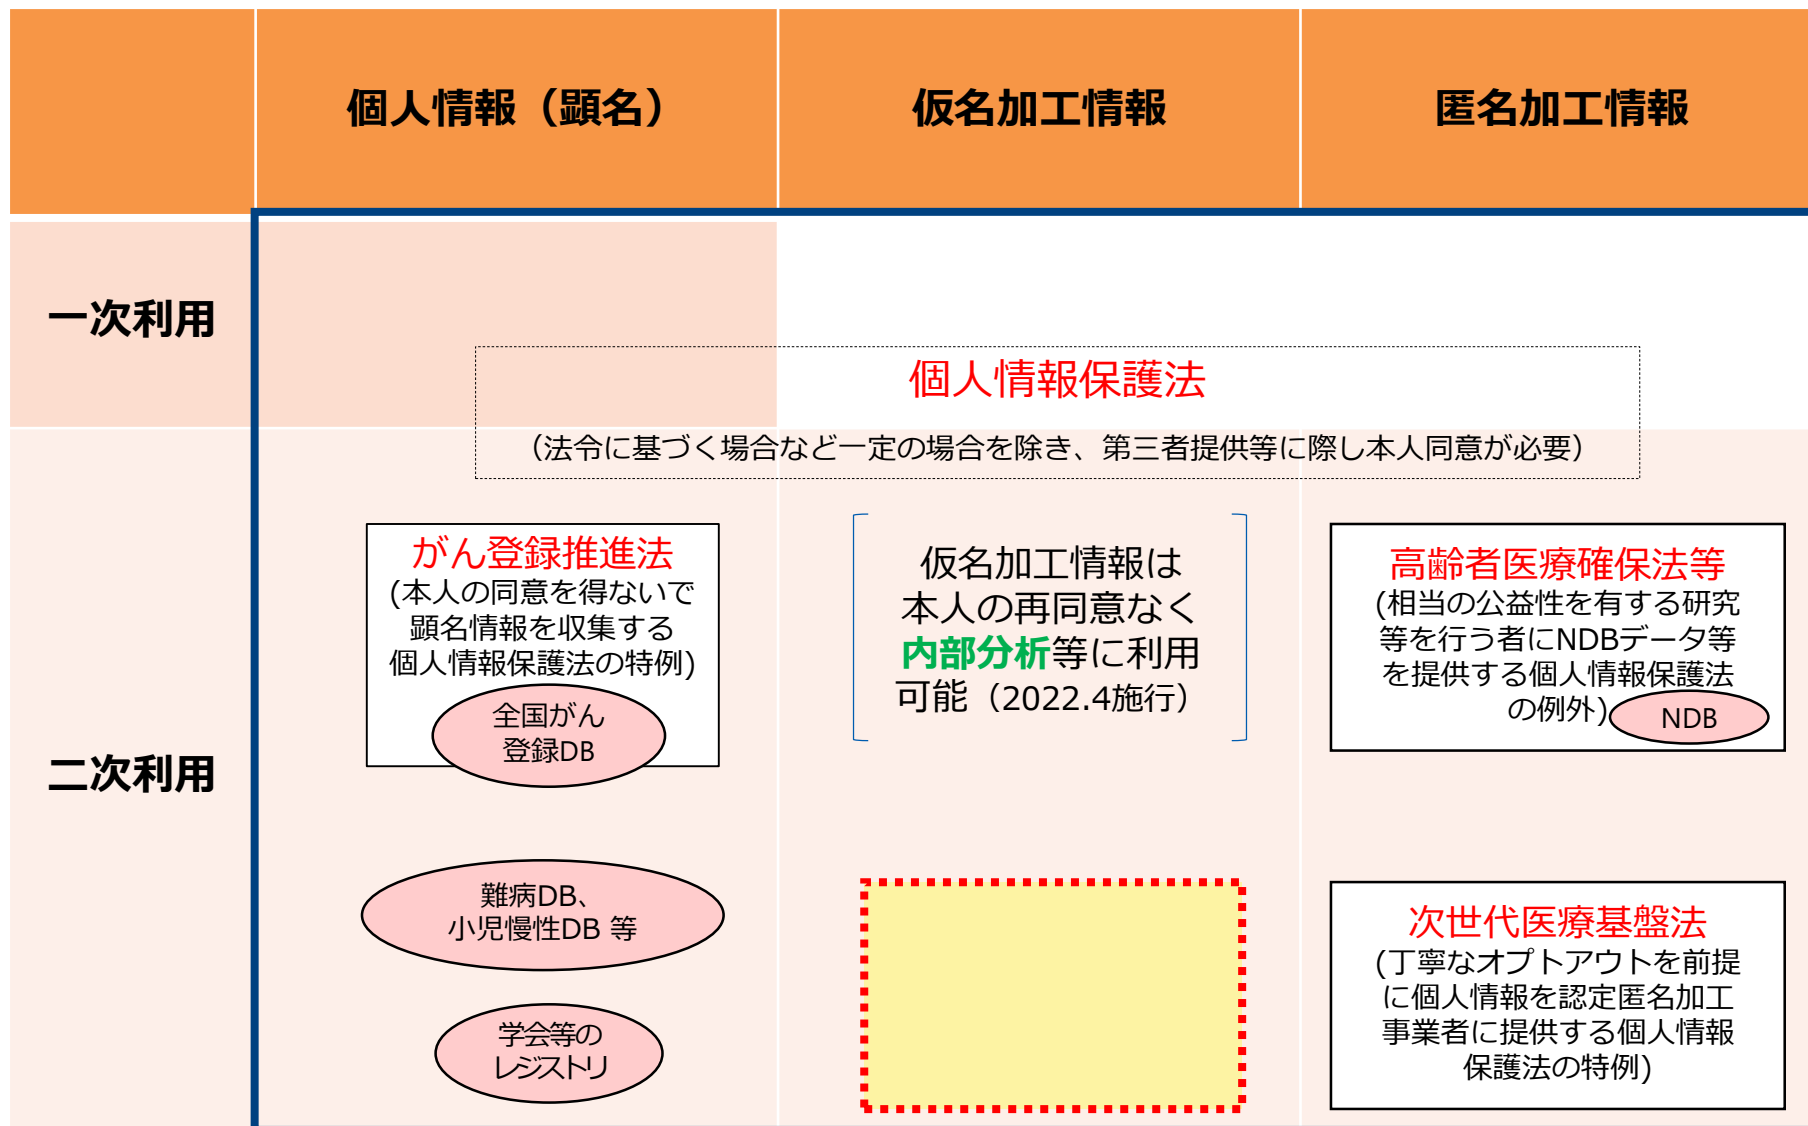 個人情報（顕名）
仮名加工情報
匿名加工情報
一次利用
個人情報保護法
（法令に基づく場合など一定の場合を除き、第三者提供等に際し本人同意が必要）
二次利用
がん登録推進法
(本人の同意を得ないで
顕名情報を収集する
個人情報保護法の特例)
全国がん
登録DB
難病DB、
小児慢性DB 等
学会等の
レジストリ
仮名加工情報は
本人の再同意なく
内部分析等に利用
可能（2022.4施行）
高齢者医療確保法等
(相当の公益性を有する研究
等を行う者にNDBデータ等
を提供する個人情報保護法
の例外)
NDB
次世代医療基盤法
(丁寧なオプトアウトを前提
に個人情報を認定匿名加工
事業者に提供する個人情報
保護法の特例)